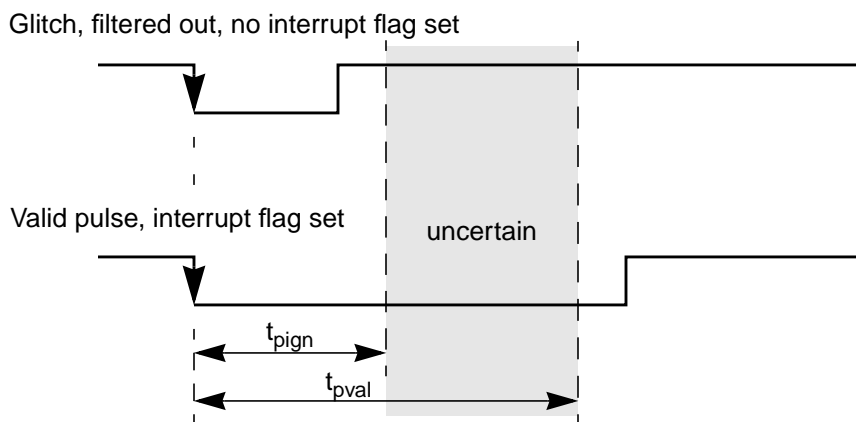 Glitch, filtered out, no interrupt flag set
Valid pulse, interrupt flag set
uncertain
tpign
tpval